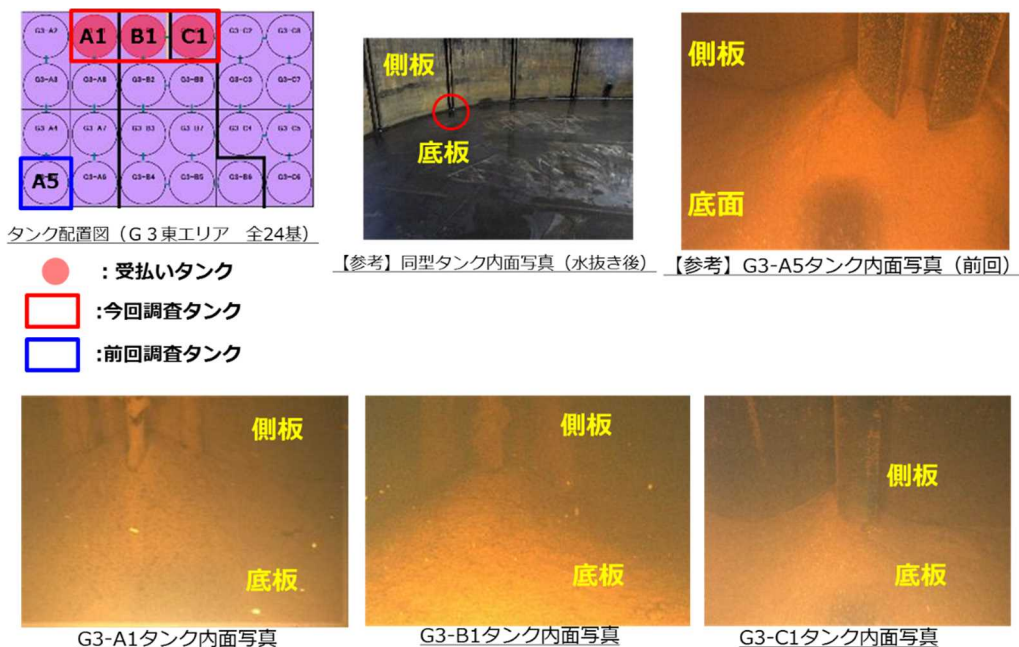 G3-A2 A1 B1 C1 G3-C2 G3-C8
G3-A3 G3-A8 G3-B2 G3-B8 G3-C3 G3-C7
G3-A4 G3-A7 G3-B3 G3-B7 G3-C4 G3-C5
A5 G3-A6 G3-B4 G3-B5 G3-B6 G3-C6
タンク配置図（G３東エリア 全24基）
：受払いタンク
:今回調査タンク
:前回調査タンク
側板
底板
【参考】同型タンク内面写真（水抜き後）
側板
底面
【参考】G3-A5タンク内面写真（前回）
側板
底板
G3-A1タンク内面写真
側板
底板
G3-B1タンク内面写真
側板
底板
G3-C1タンク内面写真